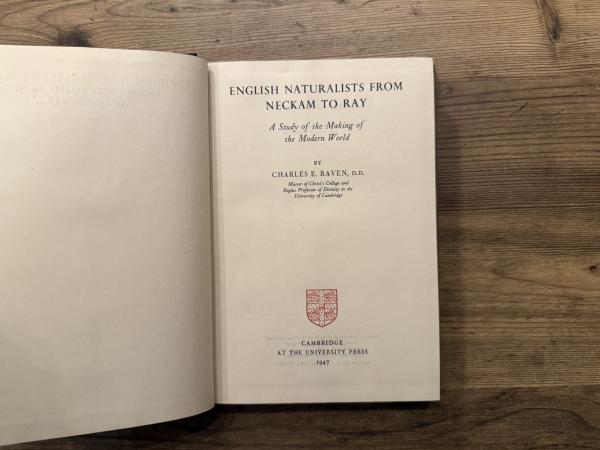 ENGLISH NATURALISTS FROM
NECKAM TO RAY
A Study of the Making of
the Modern World
BY
CHARLES E. RAVEN, D.D.
Master of Christ's College and
Regius Professor of Divinity in the
University of Cambridge
CAMBRIDGE
AT THE UNIVERSITY PRESS
1947